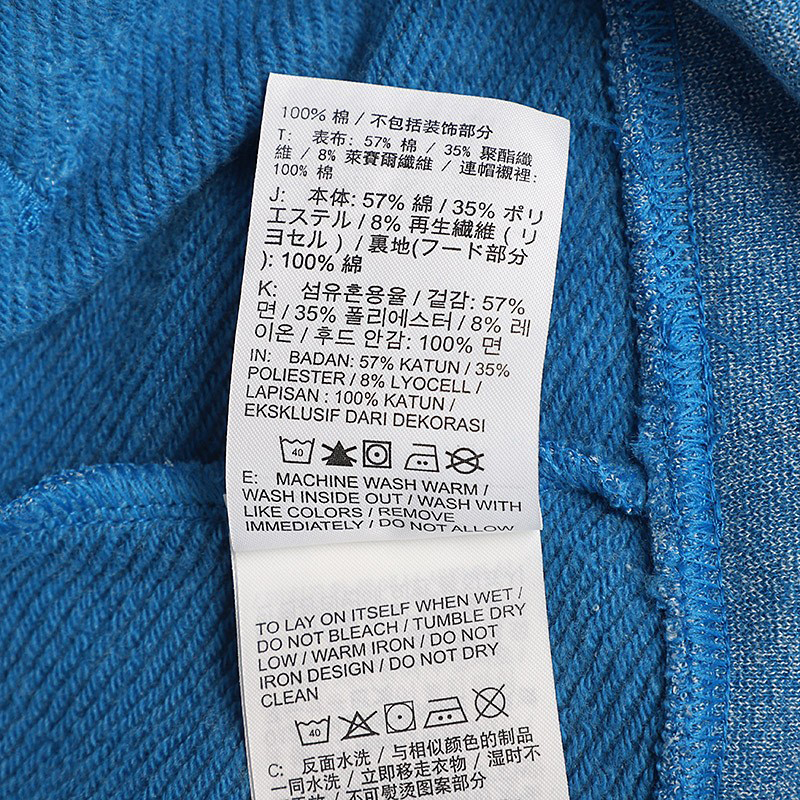 100% 棉 / 不包括装饰部分
T: 表布: 57% 棉 / 35% 聚酯纖
維 / 8% 萊賽爾纖維 / 連帽襯裡:
100% 棉
J: 本体: 57% 綿 / 35% ポリ
エステル / 8% 再生繊維 ( リ
ヨセル ) / 裏地(フード部分
): 100% 綿
K: 섬유혼용율 / 겉감: 57%
면 / 35% 폴리에스터 / 8% 레
이온 / 후드 안감: 100% 면
IN: BADAN: 57% KATUN / 35%
POLIESTER / 8% LYOCELL /
LAPISAN : 100% KATUN /
EKSKLUSIF DARI DEKORASI
40
E: MACHINE WASH WARM /
WASH INSIDE OUT / WASH WITH
LIKE COLORS / REMOVE
IMMEDIATELY / DO NOT ALLOW
TO LAY ON ITSELF WHEN WET /
DO NOT BLEACH / TUMBLE DRY
LOW / WARM IRON / DO NOT
IRON DESIGN / DO NOT DRY
CLEAN
40
C: 反面水洗 / 与相似颜色的制品
一同水洗 / 立即移走衣物 / 湿时不
/ 不可熨烫图案部分